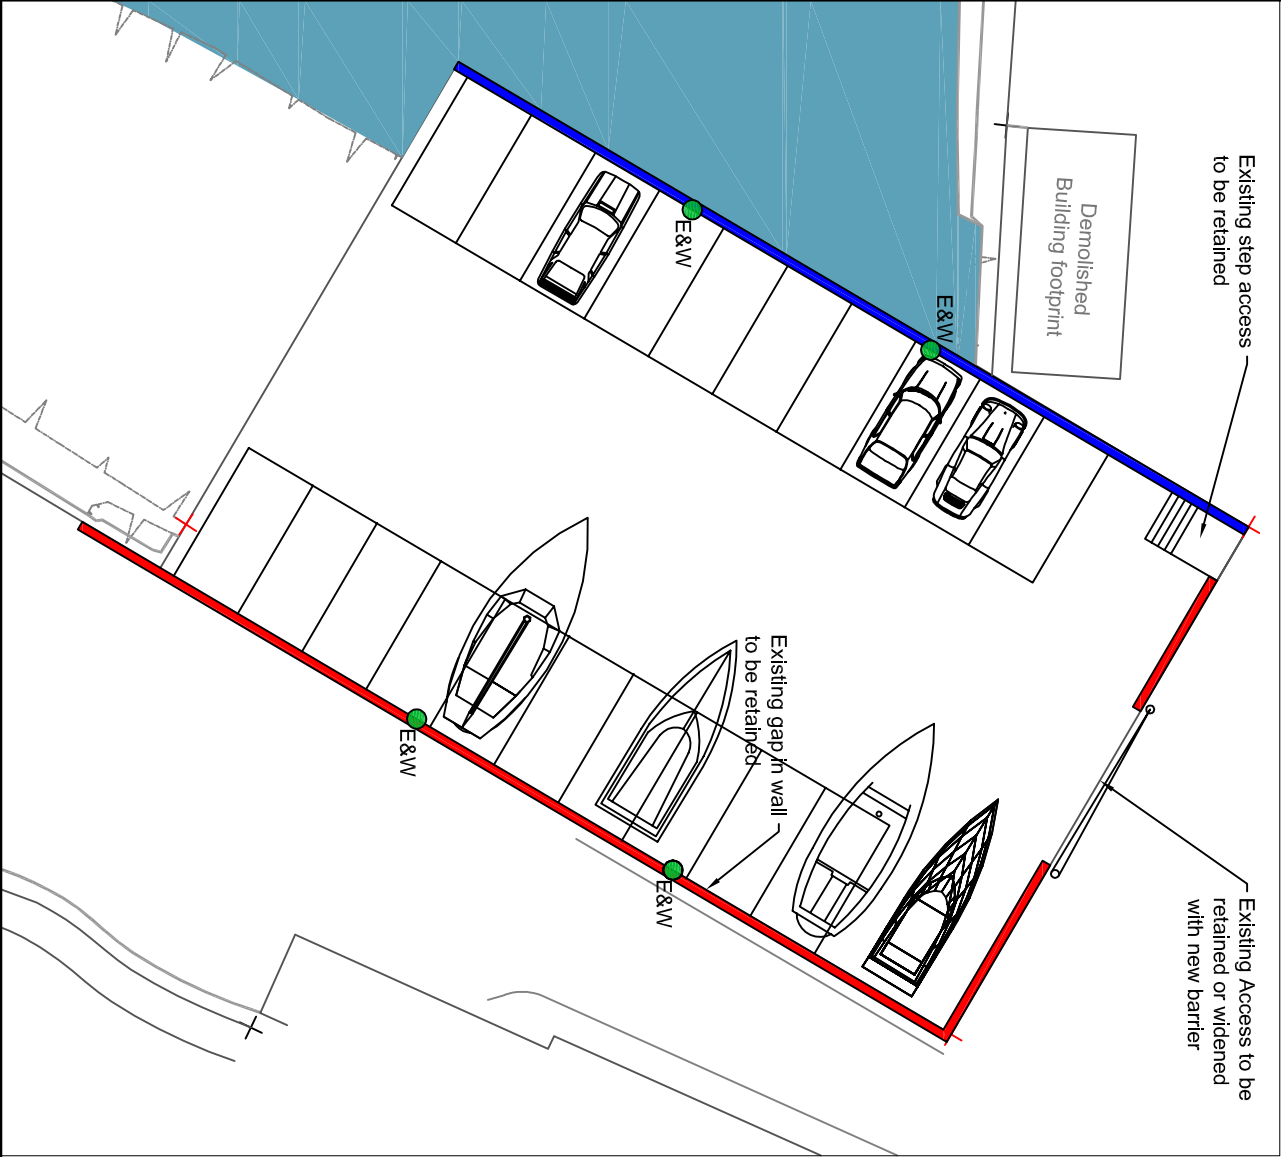 Existing step access
to be retained
Demolished
Building footprint
E&W
E&W
Existing gap in wall
to be retained
E&W
E&W
Existing Access to be
retained or widened
with new barrier